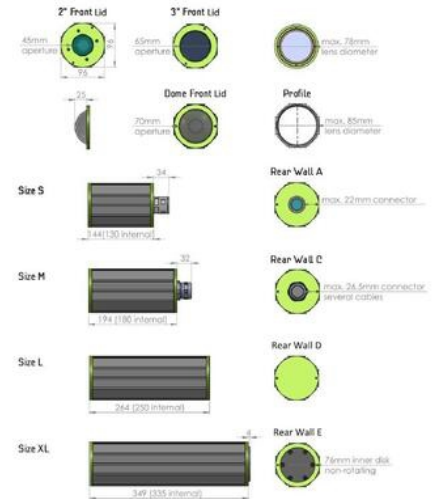 2" Front Lid
3" Front Lid
45mm
aperture
96
96
65mm
aperture
max. 78mm
lens diameter
25
Dome Front Lid
Profile
70mm
aperture
max. 85mm
lens diameter
Size S
34
144(130 internal)
Rear Wall A
max. 22mm connector
Size M
32
194 (180 internal)
Rear Wall C
max. 26.5mm connector
several cables
Size L
264 (250 internal)
Rear Wall D
Size XL
349 (335 internal)
Rear Wall E
76mm inner disk
non-rotating